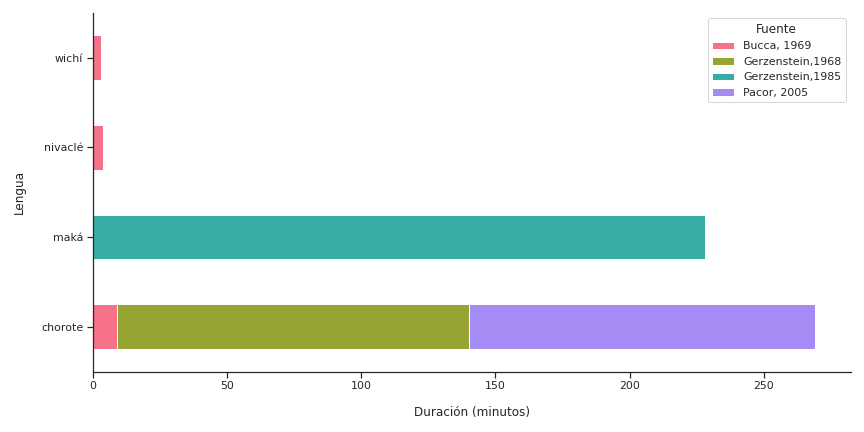 Fuente
Bucca, 1969
Gerzenstein,1968
Gerzenstein,1985
Pacor, 2005
Lengua
wichí
nivaclé
maká
chorote
0 50 100 150 200 250
Duración (minutos)